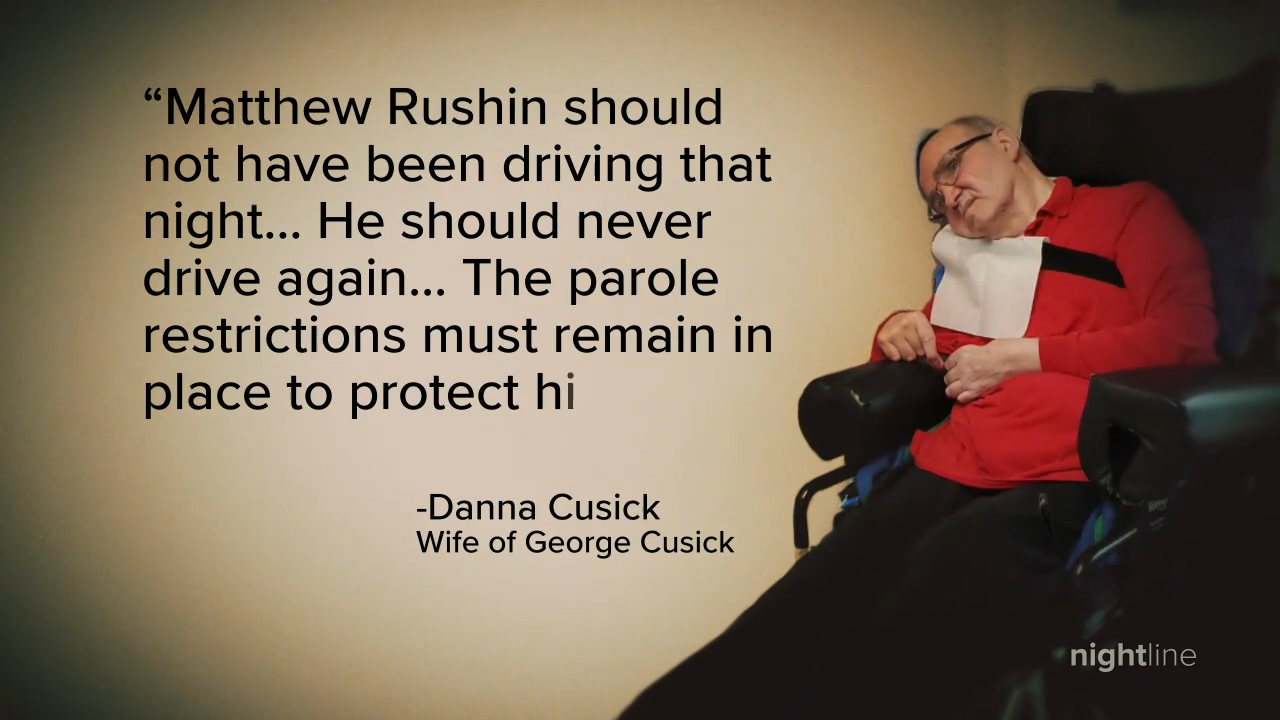 “Matthew Rushin should
not have been driving that
night... He should never
drive again... The parole
restrictions must remain in
place to protect hi
-Danna Cusick
Wife of George Cusick
nightline